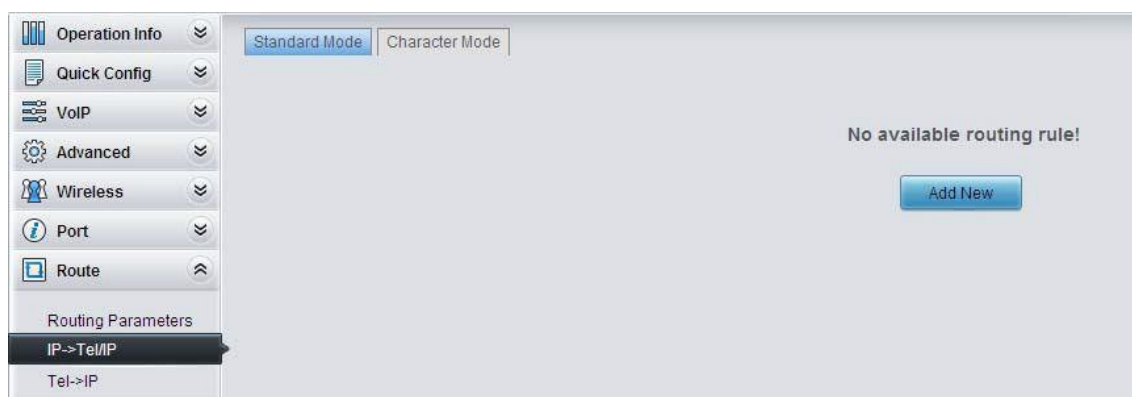 Operation Info
Quick Config
VoIP
Advanced
Wireless
Port
Route
Routing Parameters
IP->Tel/IP
Tel->IP
Standard Mode
Character Mode
No available routing rule!
Add New